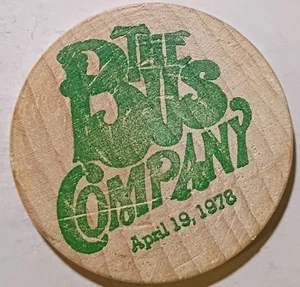 THE
BUS
COMPANY
April 19, 1978